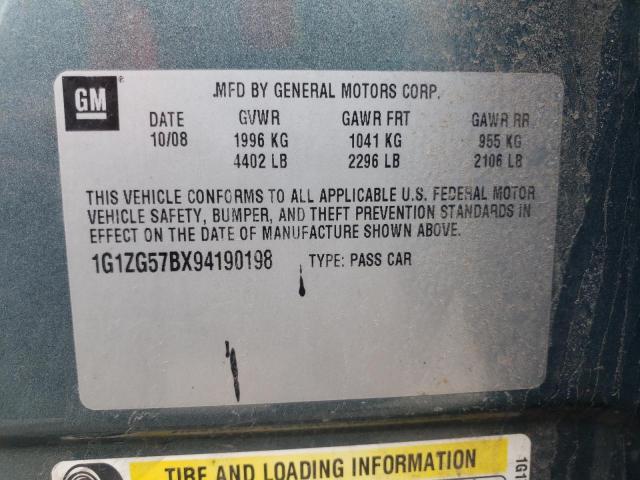 GM
MFD BY GENERAL MOTORS CORP.
DATE GVWR GAWR FRT GAWR RR
10/08 1996 KG 1041 KG 955 KG
4402 LB 2296 LB 2106 LB
THIS VEHICLE CONFORMS TO ALL APPLICABLE U.S. FEDERAL MOTOR
VEHICLE SAFETY, BUMPER, AND THEFT PREVENTION STANDARDS IN
EFFECT ON THE DATE OF MANUFACTURE SHOWN ABOVE.
1G1ZG57BX94190198 TYPE: PASS CAR
TIRE AND LOADING INFORMATION
1G1